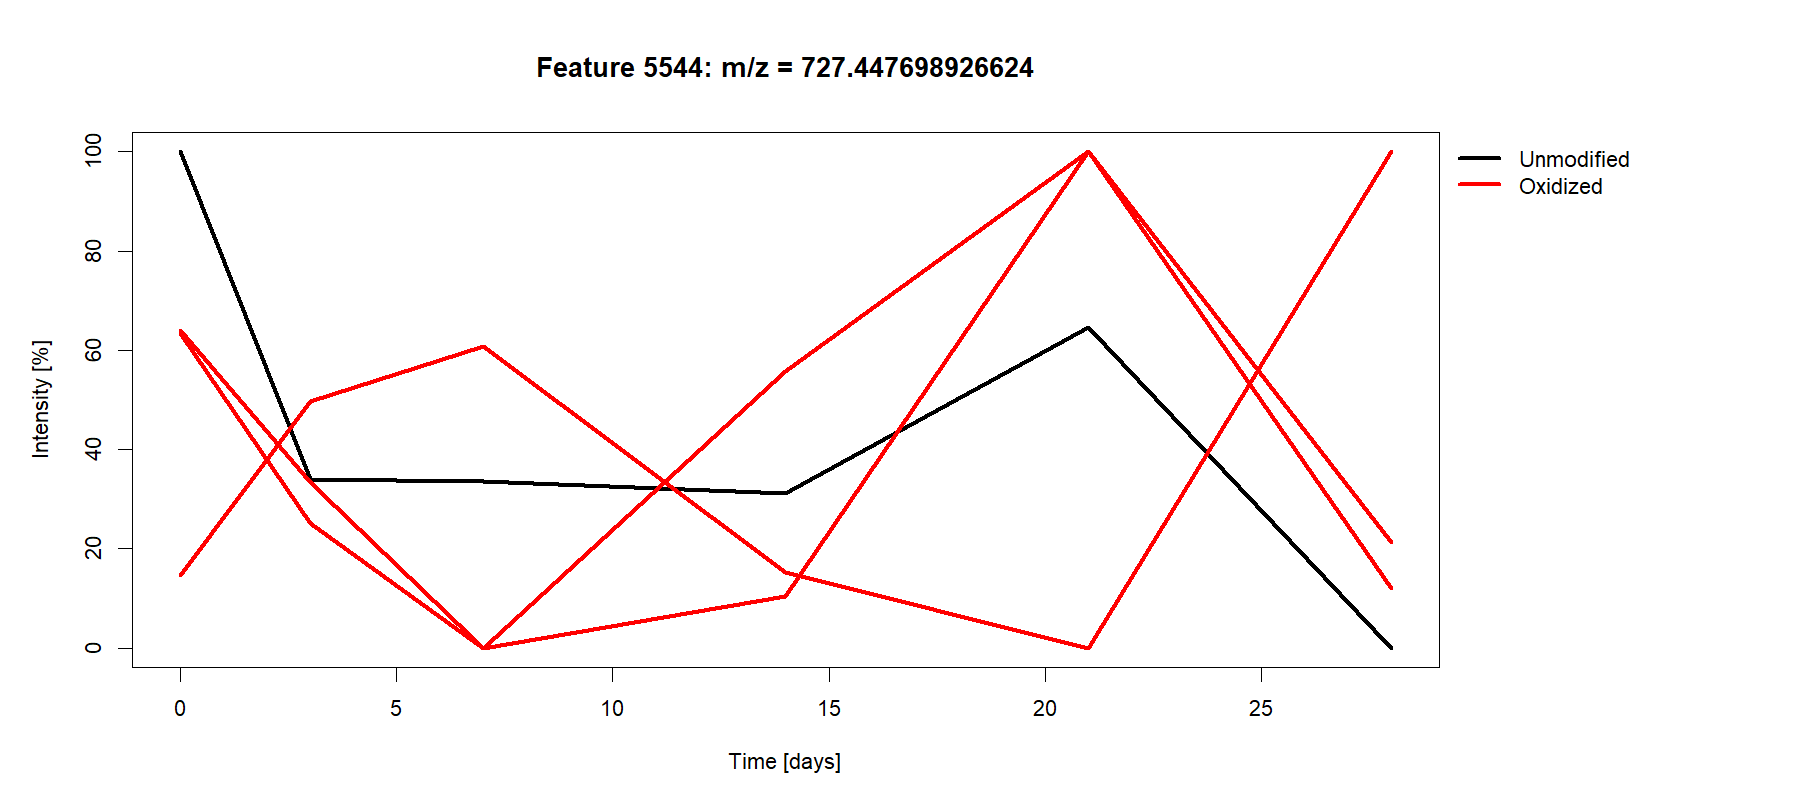 Feature 5544: m/z = 727.447698926624
Unmodified
Oxidized
Intensity [%]
100
80
60
40
20
0
0 5 10 15 20 25
Time [days]